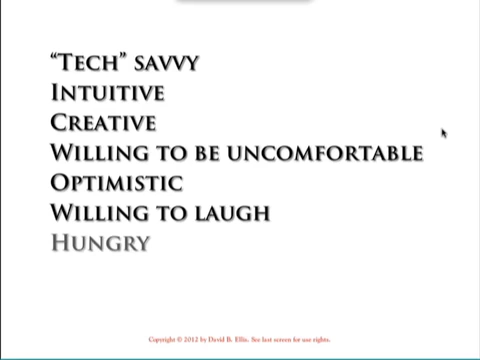 “Tech” savvy
Intuitive
Creative
Willing to be uncomfortable
Optimistic
Willing to laugh
Hungry
Copyright © 2012 by David B. Ellis. See last screen for use rights.